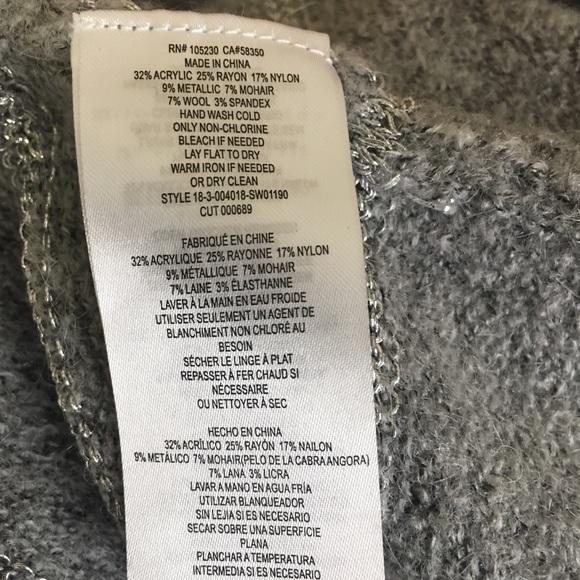 RN# 105230 CA#58350
MADE IN CHINA
32% ACRYLIC 25% RAYON 17% NYLON
9% METALLIC 7% MOHAIR
7% WOOL 3% SPANDEX
HAND WASH COLD
ONLY NON-CHLORINE
BLEACH IF NEEDED
LAY FLAT TO DRY
WARM IRON IF NEEDED
OR DRY CLEAN
STYLE 18-3-004018-SW01190
CUT 000689
FABRIQUÉ EN CHINE
32% ACRYLIQUE 25% RAYONNE 17% NYLON
9% MÉTALLIQUE 7% MOHAIR
7% LAINE 3% ÉLASTHANNE
LAVER À LA MAIN EN EAU FROIDE
UTILISER SEULEMENT UN AGENT DE
BLANCHIMENT NON CHLORÉ AU
BESOIN
SÉCHER LE LINGE À PLAT
REPASSER À FER CHAUD SI
NÉCESSAIRE
OU NETTOYER À SEC
HECHO EN CHINA
32% ACRÍLICO 25% RAYÓN 17% NAILON
9% METÁLICO 7% MOHAIR(PELO DE LA CABRA ANGORA)
7% LANA 3% LICRA
LAVAR A MANO EN AGUA FRÍA
UTILIZAR BLANQUEADOR
SIN LEJIA SI ES NECESARIO
SECAR SOBRE UNA SUPERFICIE
PLANA
PLANCHAR A TEMPERATURA
INTERMEDIA SI ES NECESARIO